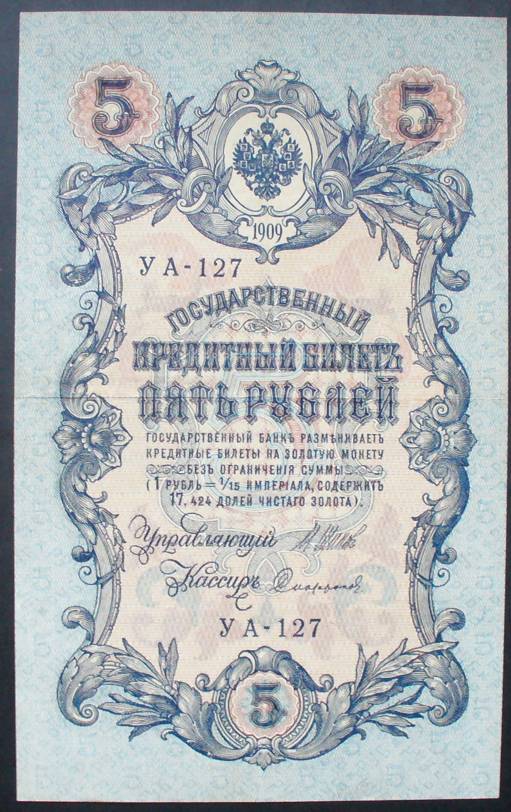 5 5
1909
УА-127
ГОСУДАРСТВЕННЫЙ
КРЕДИТНЫЙ БИЛЕТЪ
ПЯТЬ РУБЛЕЙ
ГОСУДАРСТВЕННЫЙ БАНКЪ РАЗМѢНИВАЕТЪ
КРЕДИТНЫЕ БИЛЕТЫ НА ЗОЛОТУЮ МОНЕТУ
БЕЗЪ ОГРАНИЧЕНІЯ СУММЫ
(1 РУБЛЬ = 1/15 ИМПЕРІАЛА, СОДЕРЖИТЪ
17,424 ДОЛЕЙ ЧИСТАГО ЗОЛОТА).
Управляющій
Кассиръ
УА-127
5